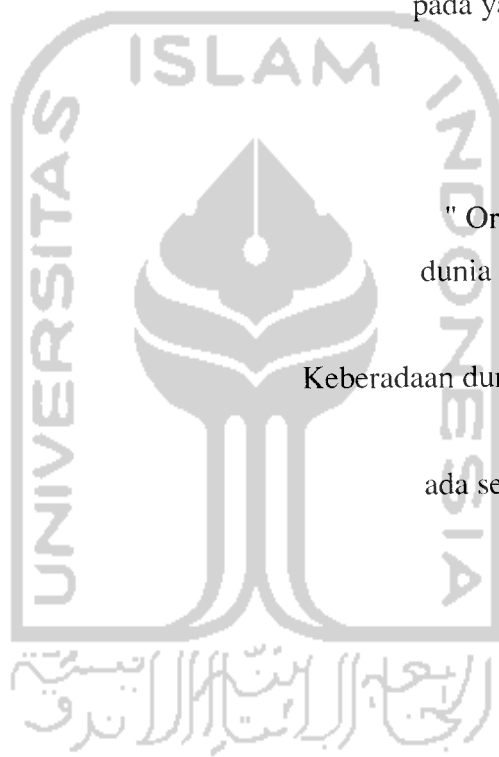 pada ya
ISLAM
UNIVERSITAS
INDONESIA
" Or
dunia
Keberadaan dun
ada se